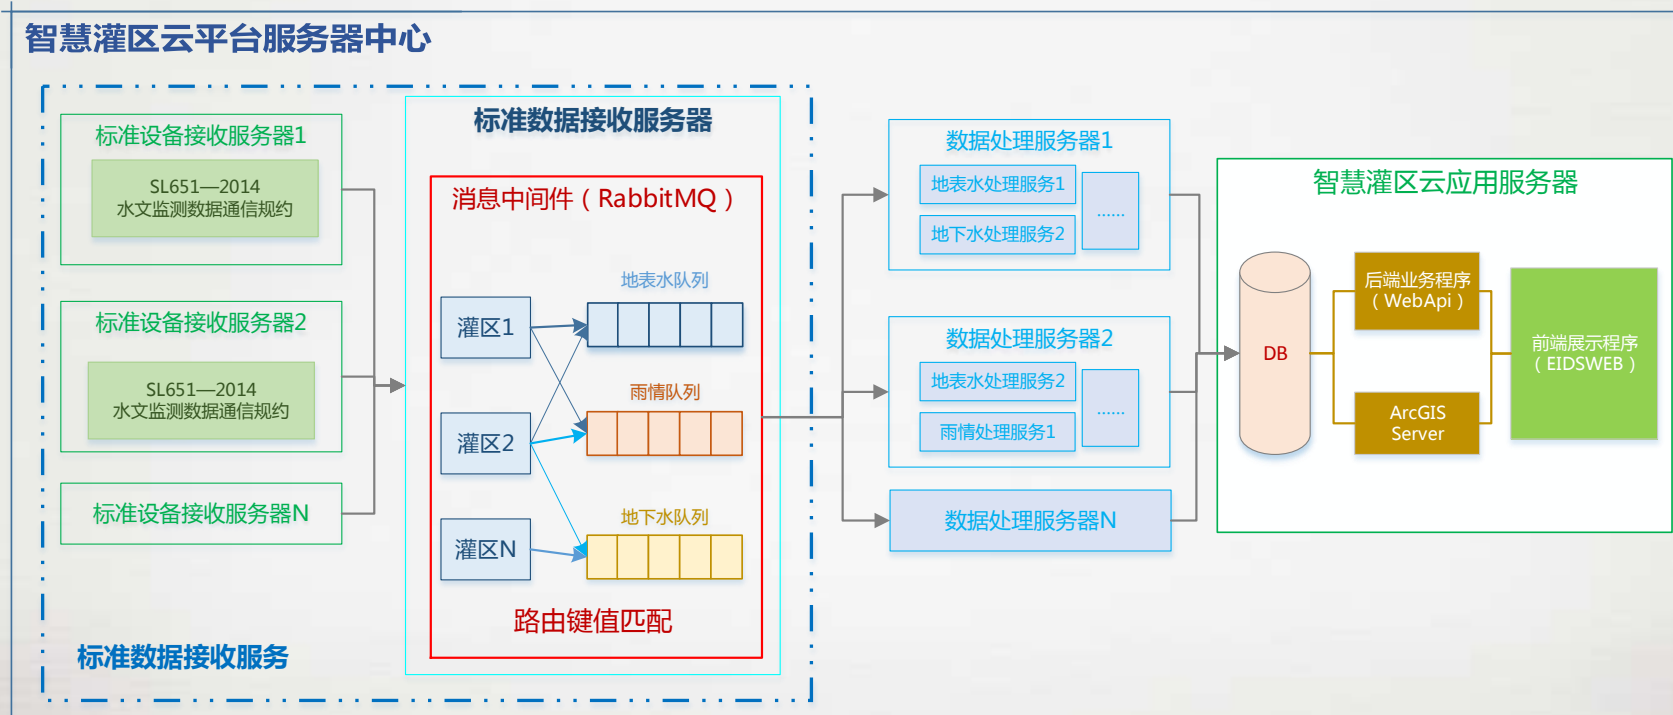 智慧灌区云平台服务器中心
标准设备接收服务器1
SL651—2014
水文监测数据通信规约
标准设备接收服务器2
SL651—2014
水文监测数据通信规约
标准设备接收服务器N
标准数据接收服务
标准数据接收服务器
消息中间件（RabbitMQ）
灌区1
灌区2
灌区N
地表水队列
雨情队列
地下水队列
路由键值匹配
数据处理服务器1
地表水处理服务1
地下水处理服务2
......
数据处理服务器2
地表水处理服务2
雨情处理服务1
......
数据处理服务器N
智慧灌区云应用服务器
DB
后端业务程序
（WebApi）
ArcGIS
Server
前端展示程序
（EIDSWEB）